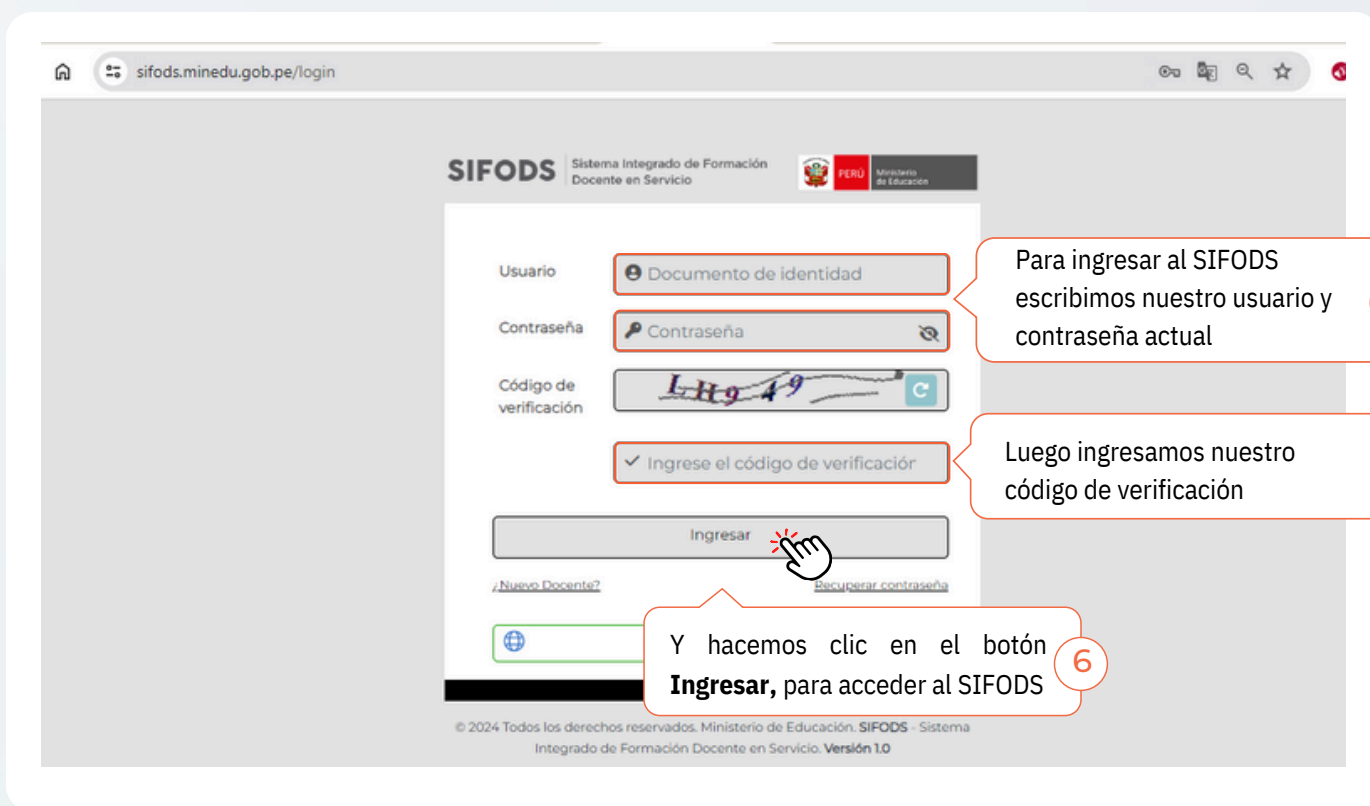 sifods.minedu.gob.pe/login
SIFODS
Sistema Integrado de Formación
Docente en Servicio
PERÚ
Ministerio
de Educación
Usuario
Documento de identidad
Para ingresar al SIFODS
escribimos nuestro usuario y
contraseña actual
Contraseña
Contraseña
Código de
verificación
LH949
Ingrese el código de verificación
Luego ingresamos nuestro
código de verificación
Ingresar
¿Nuevo Docente?
Recuperar contraseña
Y hacemos clic en el botón
Ingresar, para acceder al SIFODS
6
© 2024 Todos los derechos reservados. Ministerio de Educación. SIFODS - Sistema
Integrado de Formación Docente en Servicio. Versión 1.0